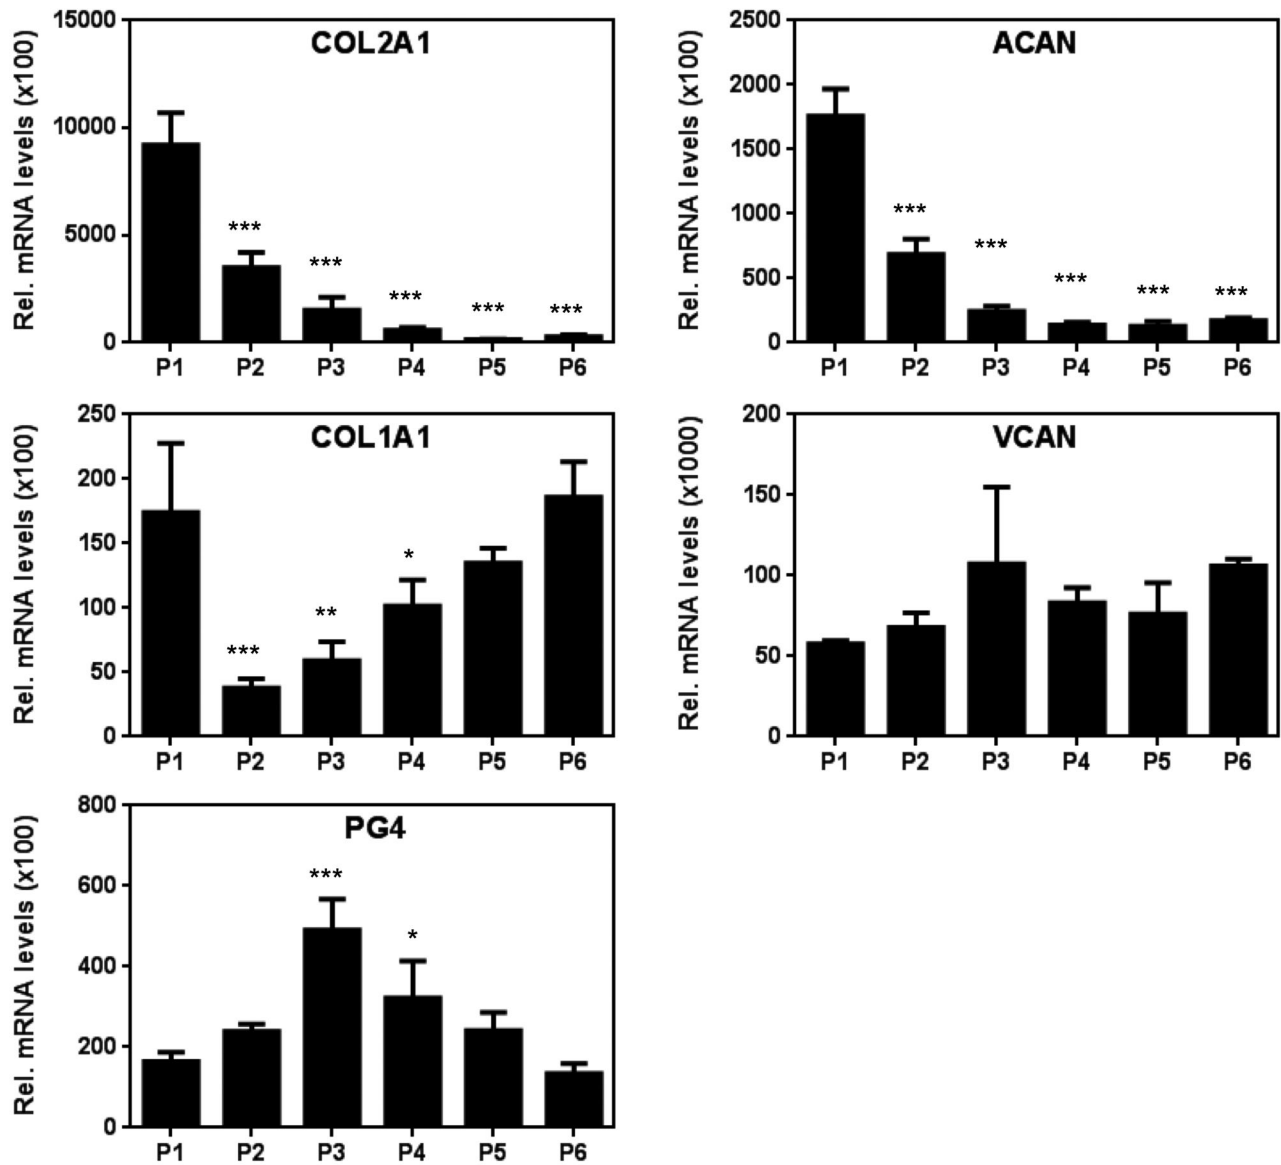 COL2A1
Rel. mRNA levels (x100)
15000
10000
5000
0
*** *** *** *** ***
P1 P2 P3 P4 P5 P6
ACAN
Rel. mRNA levels (x100)
2500
2000
1500
1000
500
0
*** *** *** *** ***
P1 P2 P3 P4 P5 P6
COL1A1
Rel. mRNA levels (x100)
250
200
150
100
50
0
*** ** *
P1 P2 P3 P4 P5 P6
VCAN
Rel. mRNA levels (x1000)
200
150
100
50
0
P1 P2 P3 P4 P5 P6
PG4
Rel. mRNA levels (x100)
800
600
400
200
0
*** *
P1 P2 P3 P4 P5 P6